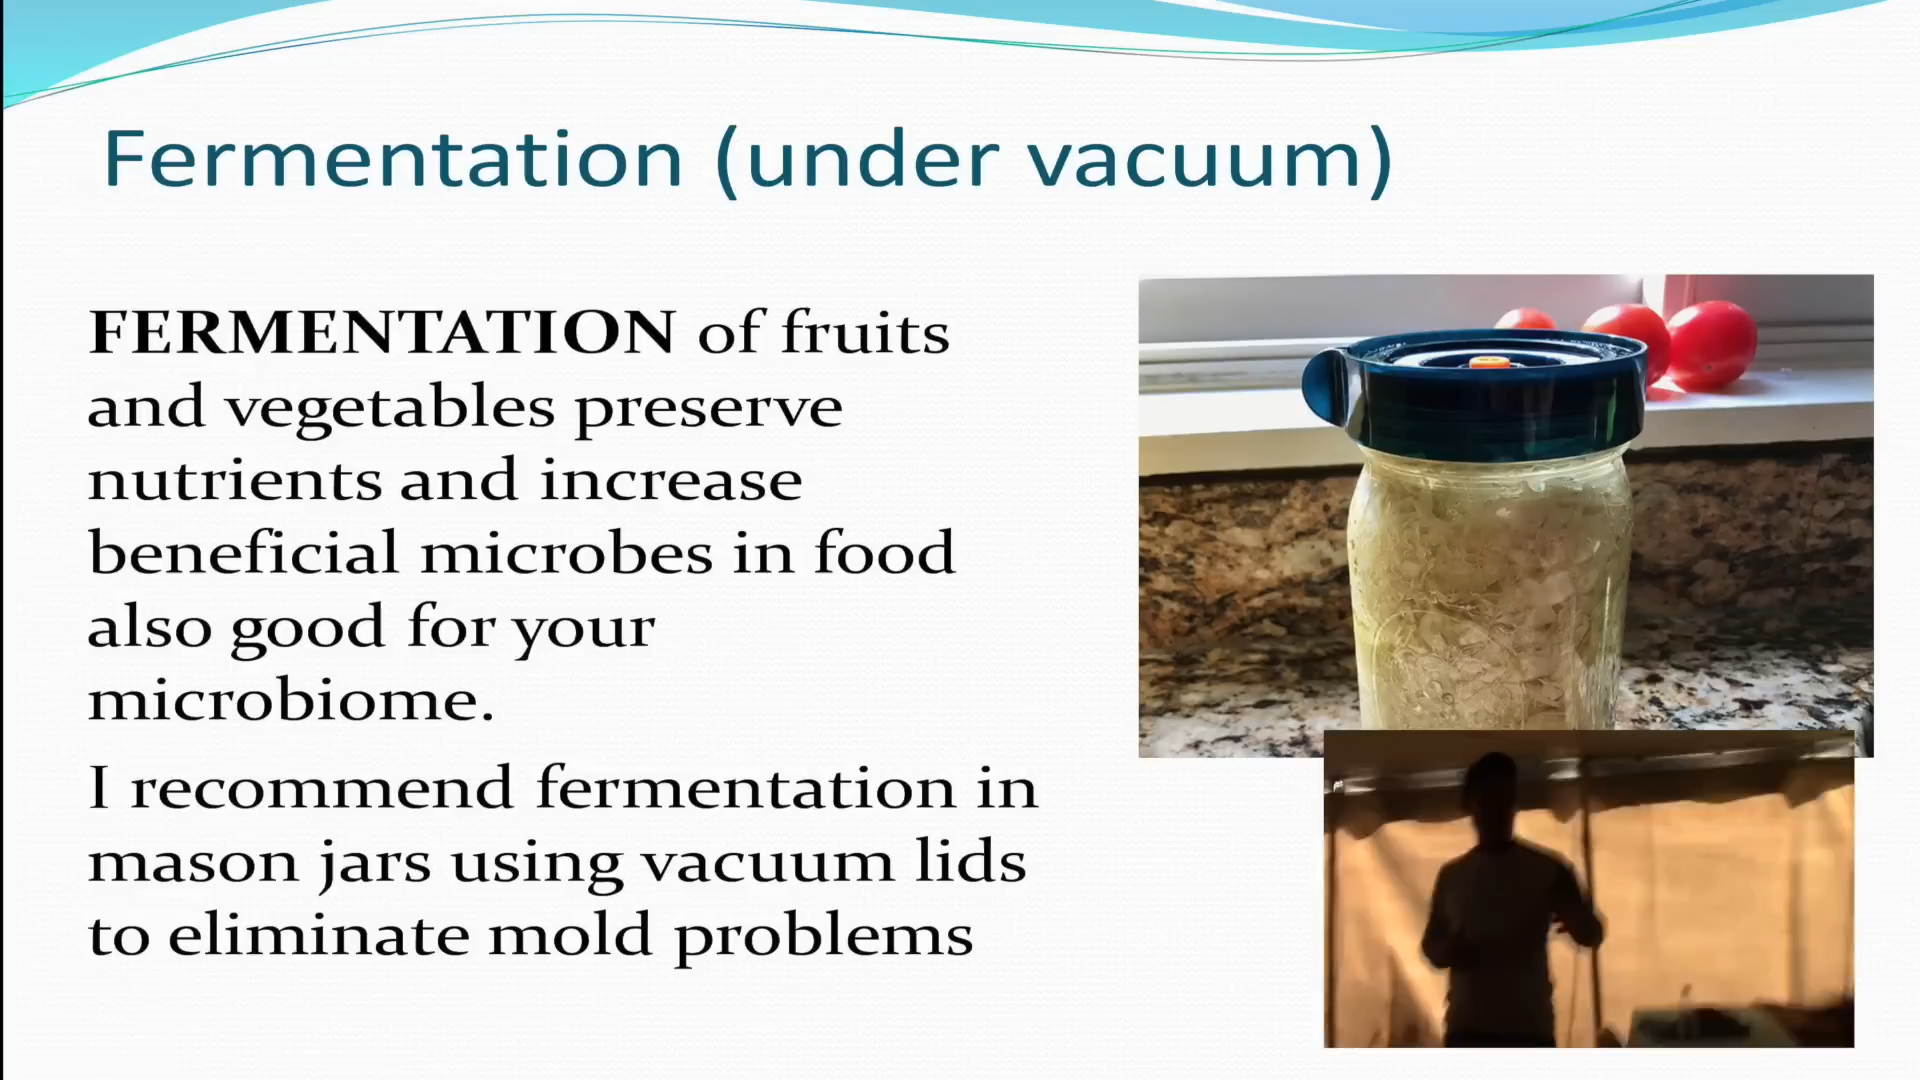 Fermentation (under vacuum)
FERMENTATION of fruits
and vegetables preserve
nutrients and increase
beneficial microbes in food
also good for your
microbiome.
I recommend fermentation in
mason jars using vacuum lids
to eliminate mold problems